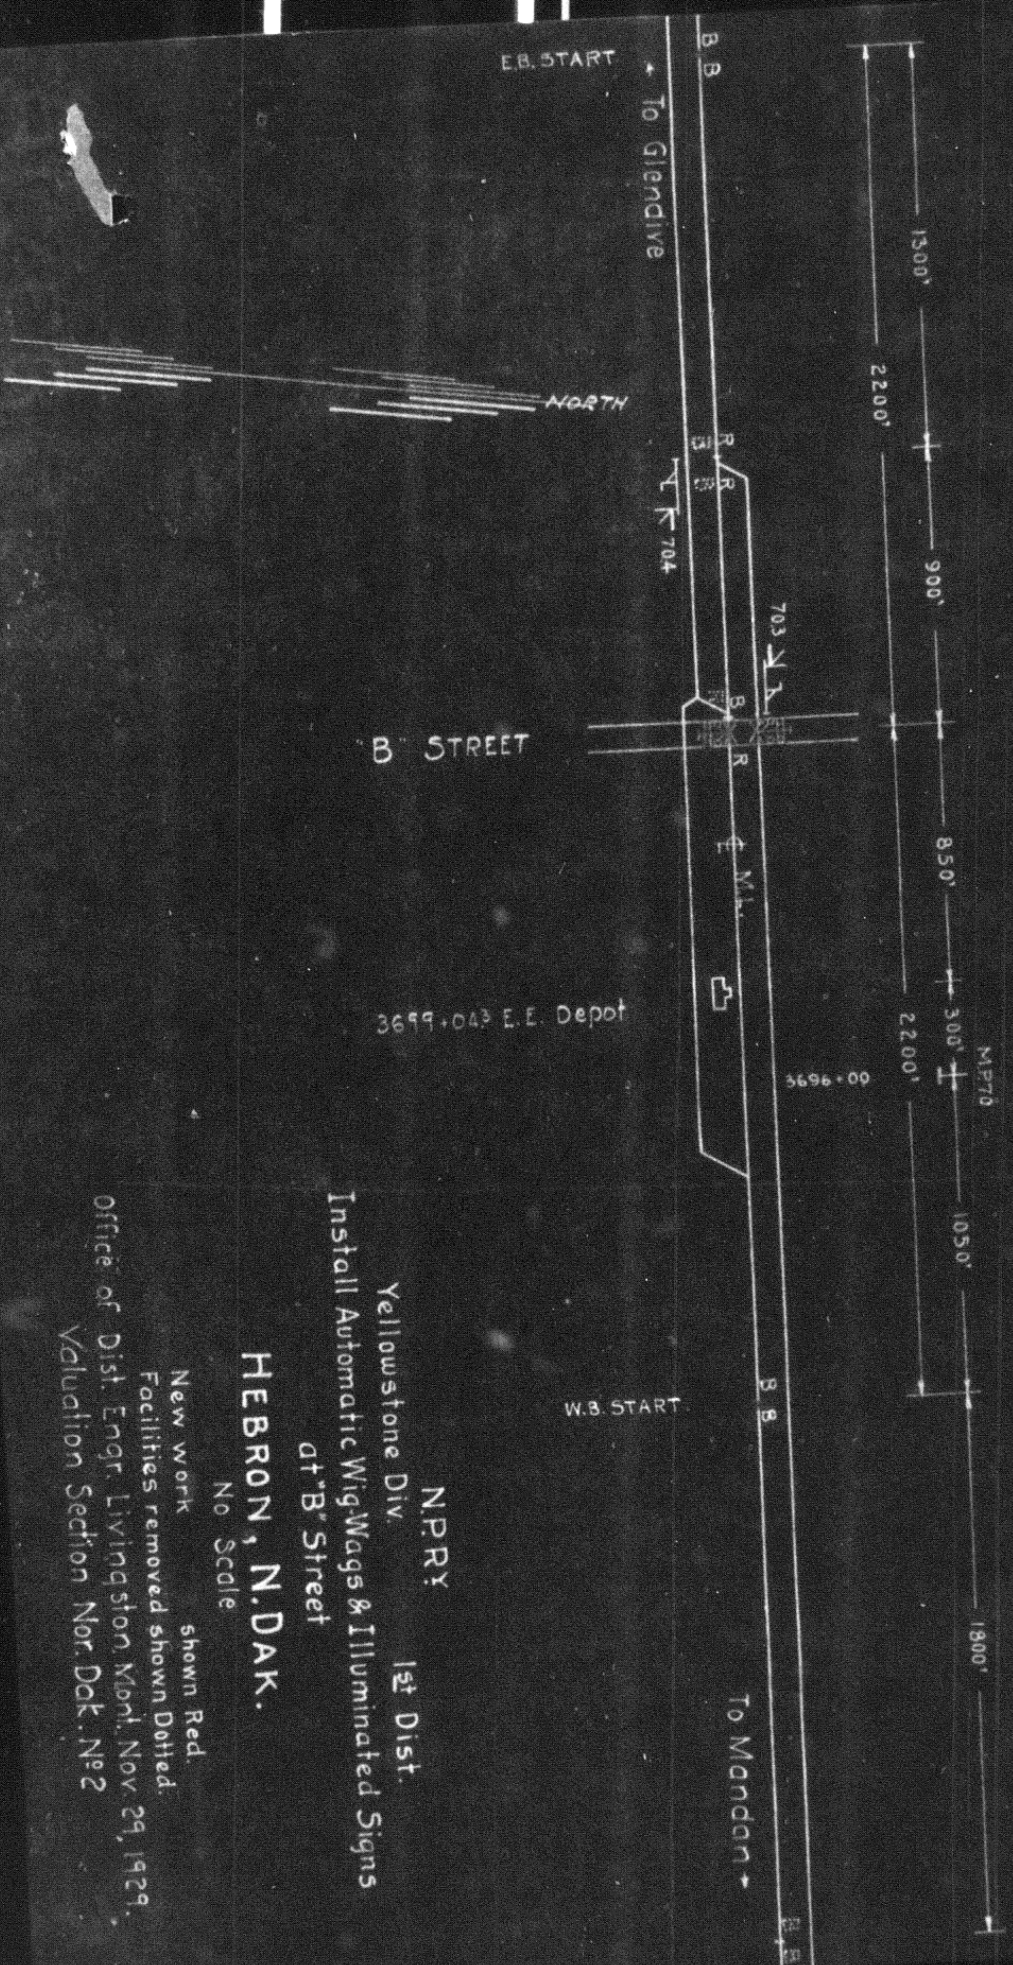 E.B. START
B B
To Glendive
1300'
2200'
NORTH
R
R
704
900'
703
"B" STREET
B
R
850'
M.L.
3699+043 E.E. Depot
300'
M.P.70
3696+00
2200'
1050'
W.B. START
B B
1800'
To Mandan
N.P.RY.
Yellowstone Div. 1st Dist.
Install Automatic Wig-Wags & Illuminated Signs
at "B" Street
HEBRON, N.DAK.
No Scale
New work shown Red.
Facilities removed shown Dotted.
Office of Dist. Engr. Livingston, Mont. Nov. 29, 1929.
Valuation Section Nor. Dak. Nº 2